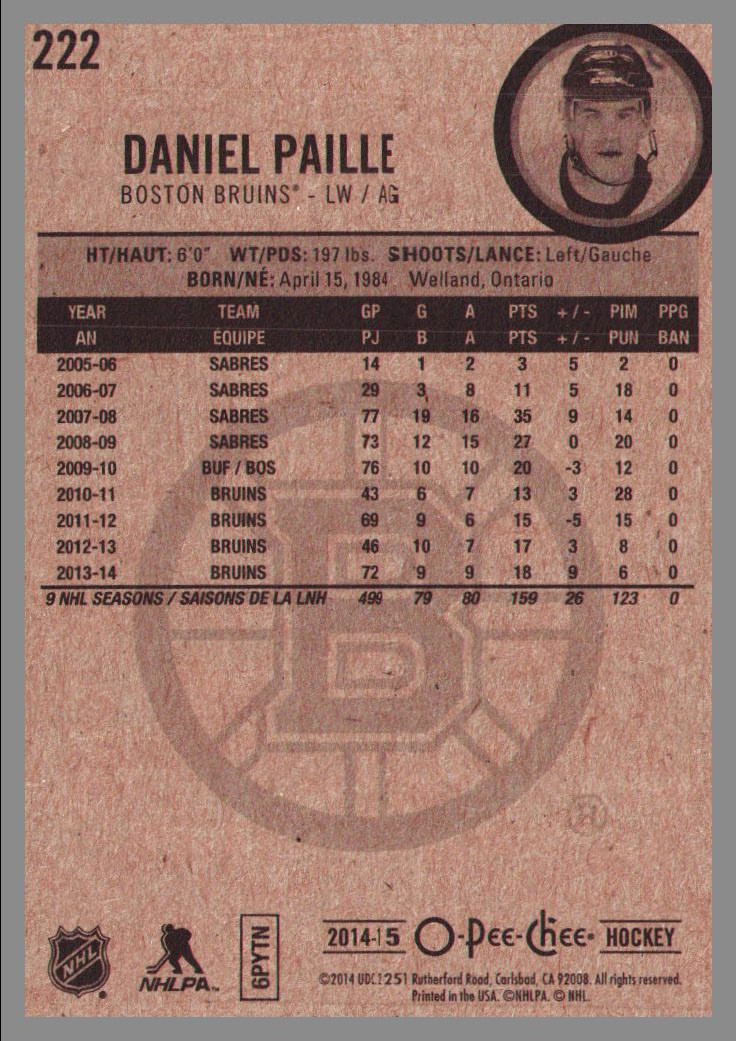 222
DANIEL PAILLE
BOSTON BRUINS® - LW / AG
HT/HAUT: 6'0" WT/PDS: 197 lbs. SHOOTS/LANCE: Left/Gauche
BORN/NÉ: April 15, 1984 Welland, Ontario
YEAR TEAM GP G A PTS +/- PIM PPG
AN ÉQUIPE PJ B A PTS +/- PUN BAN
2005-06 SABRES 14 1 2 3 5 2 0
2006-07 SABRES 29 3 8 11 5 18 0
2007-08 SABRES 77 19 16 35 9 14 0
2008-09 SABRES 73 12 15 27 0 20 0
2009-10 BUF / BOS 76 10 10 20 -3 12 0
2010-11 BRUINS 43 6 7 13 3 28 0
2011-12 BRUINS 69 9 6 15 -5 15 0
2012-13 BRUINS 46 10 7 17 3 8 0
2013-14 BRUINS 72 9 9 18 9 6 0
9 NHL SEASONS / SAISONS DE LA LNH 499 79 80 159 26 123 0
B
NHL ®
NHLPA™
6PYTN
2014-15 O-Pee-Chee® HOCKEY
©2014 UDC. 2251 Rutherford Road, Carlsbad, CA 92008. All rights reserved.
Printed in the USA. ©NHLPA. © NHL.